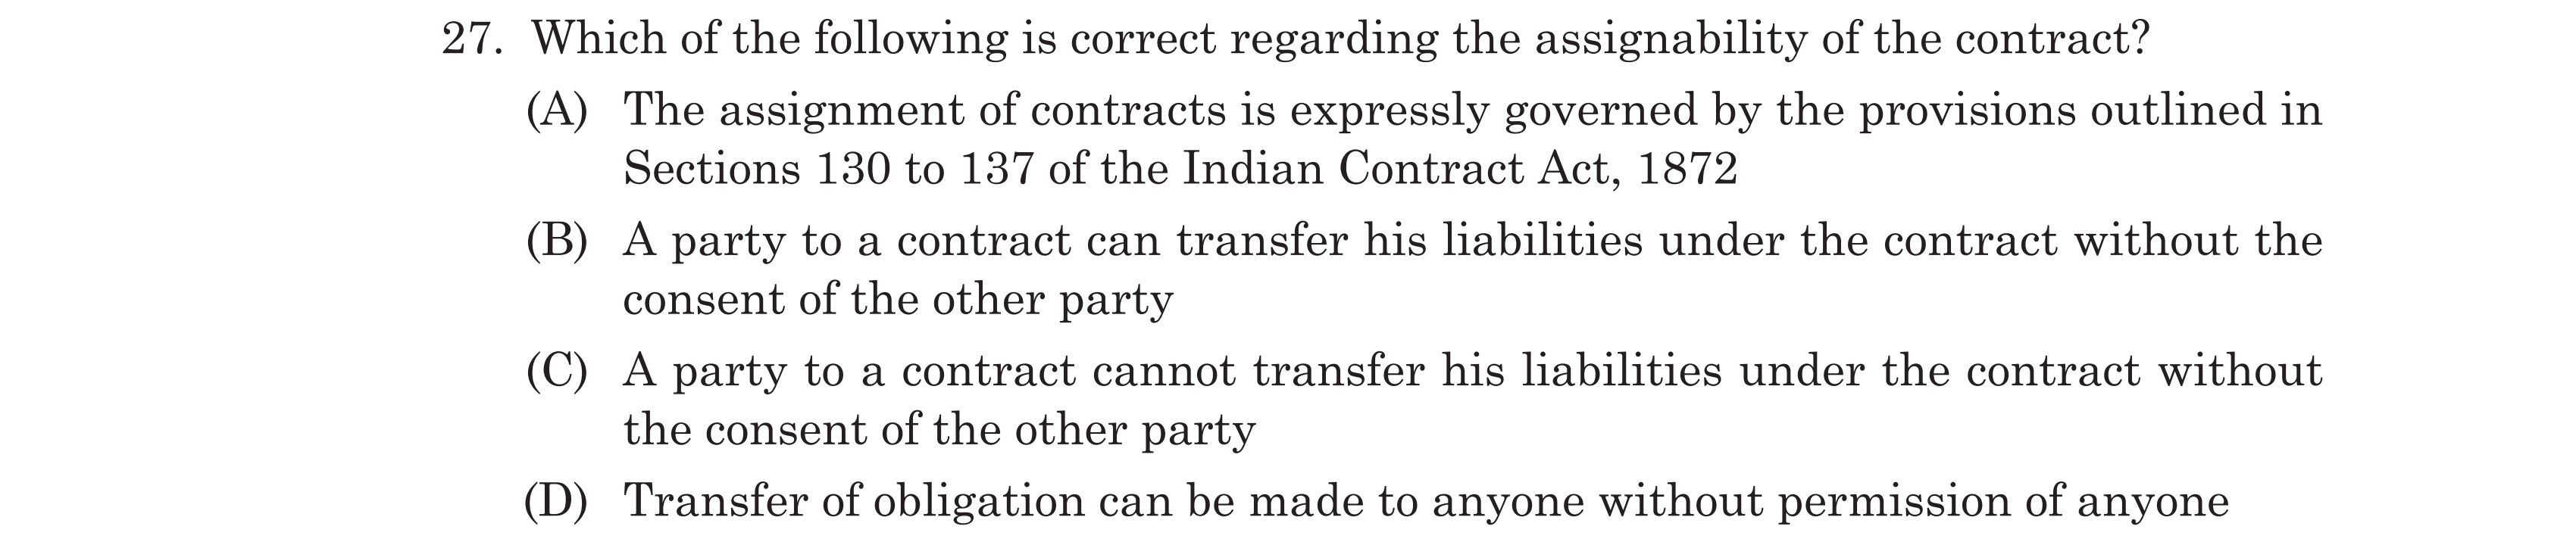 27. Which of the following is correct regarding the assignability of the contract?
(A) The assignment of contracts is expressly governed by the provisions outlined in
Sections 130 to 137 of the Indian Contract Act, 1872
(B) A party to a contract can transfer his liabilities under the contract without the
consent of the other party
(C) A party to a contract cannot transfer his liabilities under the contract without
the consent of the other party
(D) Transfer of obligation can be made to anyone without permission of anyone